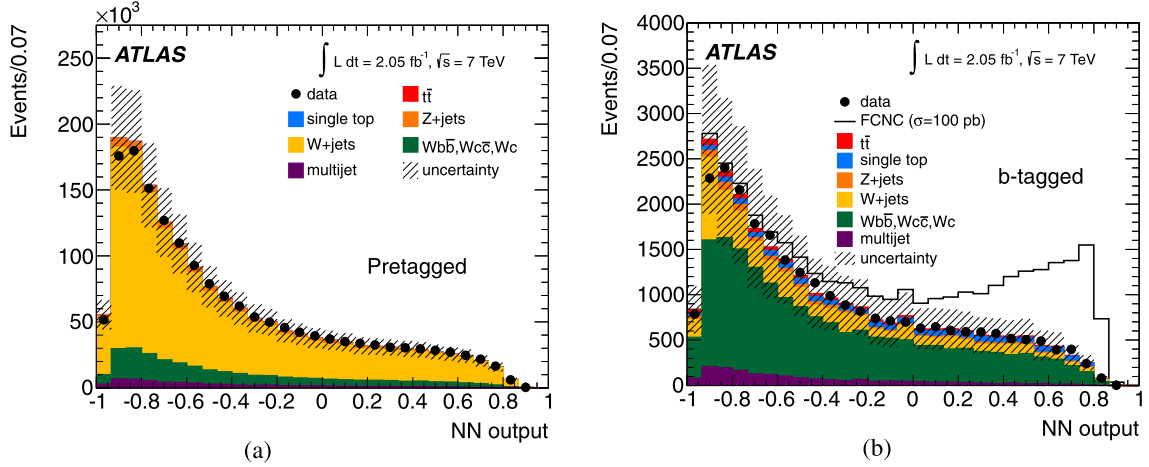 ×10³
Events/0.07
250
200
150
100
50
0
ATLAS
∫ L dt = 2.05 fb⁻¹, √s = 7 TeV
data
tt̄
single top
Z+jets
W+jets
Wbb̄,Wcc̄,Wc
multijet
uncertainty
Pretagged
-1 -0.8 -0.6 -0.4 -0.2 0 0.2 0.4 0.6 0.8 1
NN output
(a)
Events/0.07
4000
3500
3000
2500
2000
1500
1000
500
0
ATLAS
∫ L dt = 2.05 fb⁻¹, √s = 7 TeV
data
FCNC (σ=100 pb)
tt̄
single top
Z+jets
W+jets
Wbb̄,Wcc̄,Wc
multijet
uncertainty
b-tagged
-1 -0.8 -0.6 -0.4 -0.2 0 0.2 0.4 0.6 0.8 1
NN output
(b)